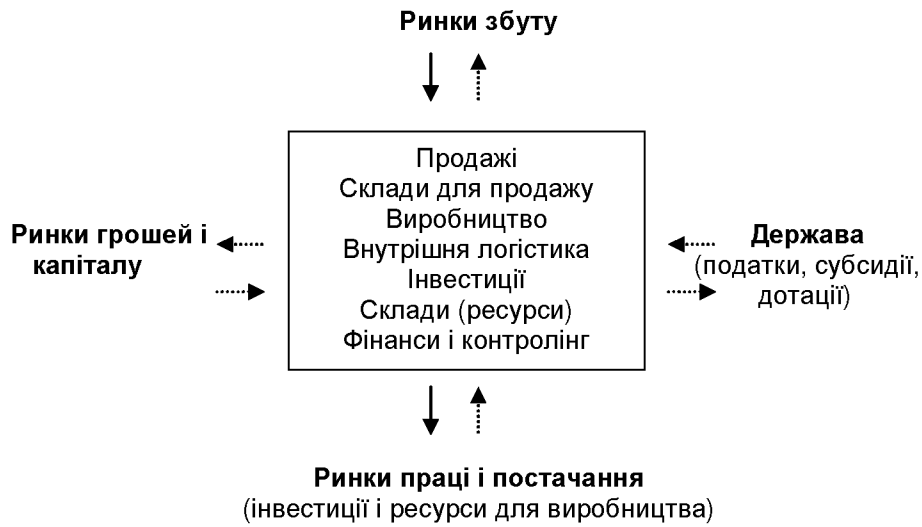 Ринки збуту
Продажі
Склади для продажу
Виробництво
Внутрішня логістика
Інвестиції
Склади (ресурси)
Фінанси і контролінг
Ринки грошей і
капіталу
Держава
(податки, субсидії,
дотації)
Ринки праці і постачання
(інвестиції і ресурси для виробництва)